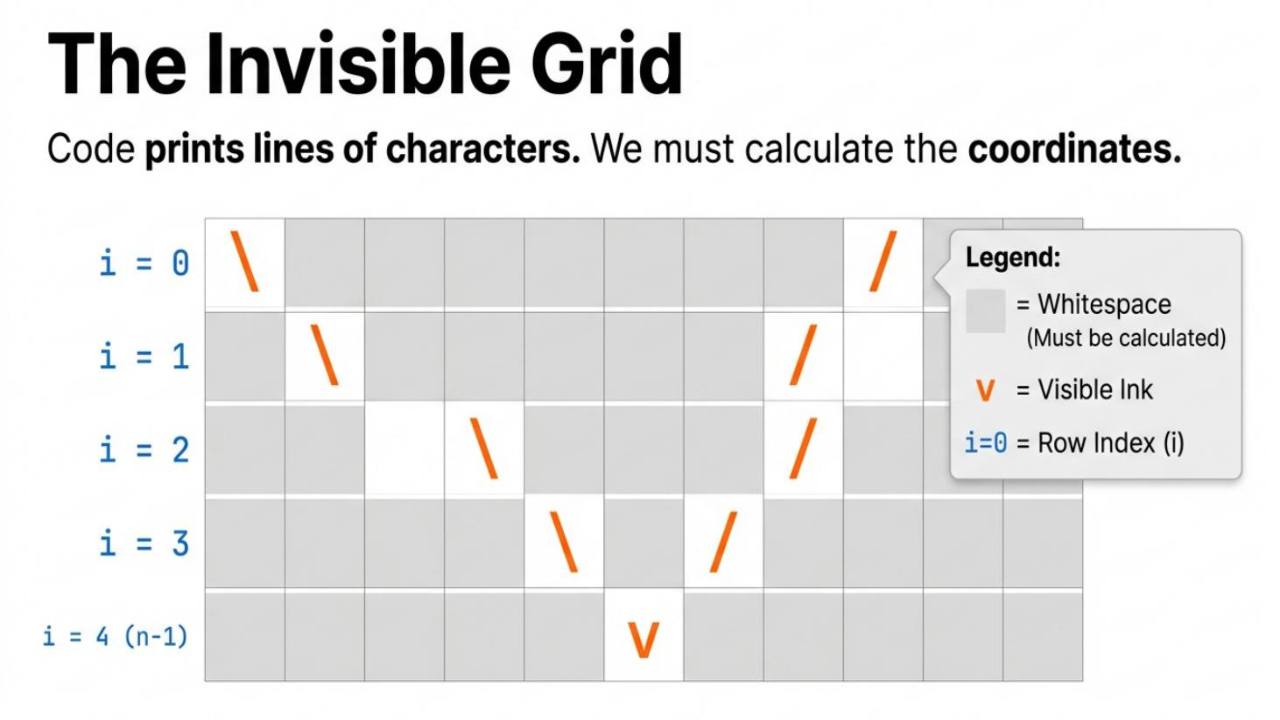 The Invisible Grid
Code prints lines of characters. We must calculate the coordinates.
i = 0 \ /
i = 1 \ /
i = 2 \ /
i = 3 \ /
i = 4 (n-1) v
Legend:
= Whitespace
(Must be calculated)
v = Visible Ink
i=0 = Row Index (i)